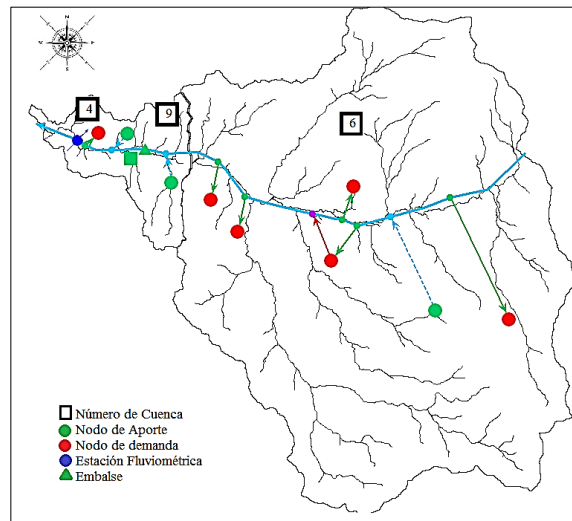 4
9
6
Número de Cuenca
Nodo de Aporte
Nodo de demanda
Estación Fluviométrica
Embalse